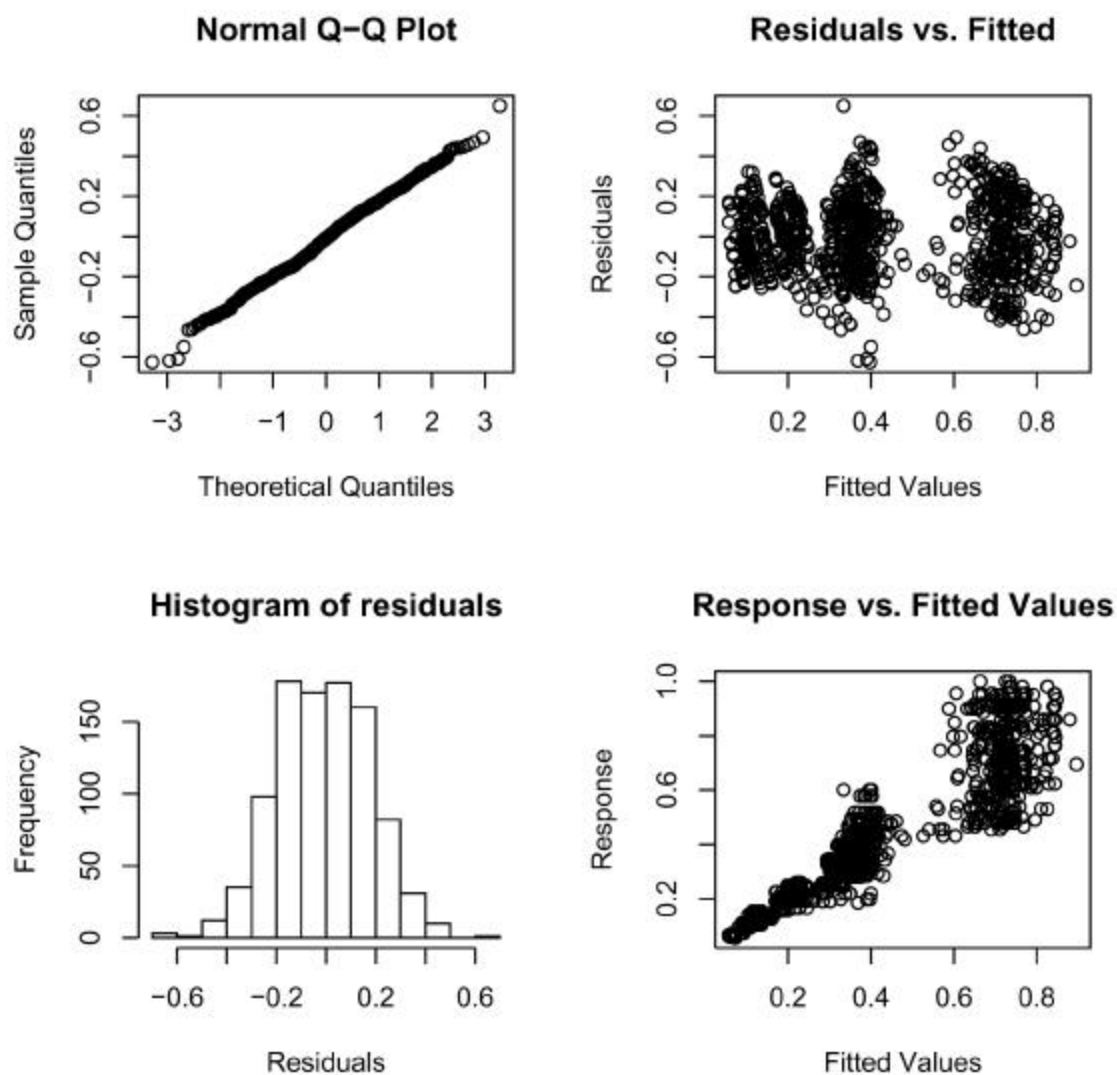 Normal Q−Q Plot
Sample Quantiles
−0.6 −0.2 0.2 0.6
−3 −1 0 1 2 3
Theoretical Quantiles
Residuals vs. Fitted
Residuals
−0.6 −0.2 0.2 0.6
0.2 0.4 0.6 0.8
Fitted Values
Histogram of residuals
Frequency
0 50 100 150
−0.6 −0.2 0.2 0.6
Residuals
Response vs. Fitted Values
Response
0.2 0.6 1.0
0.2 0.4 0.6 0.8
Fitted Values